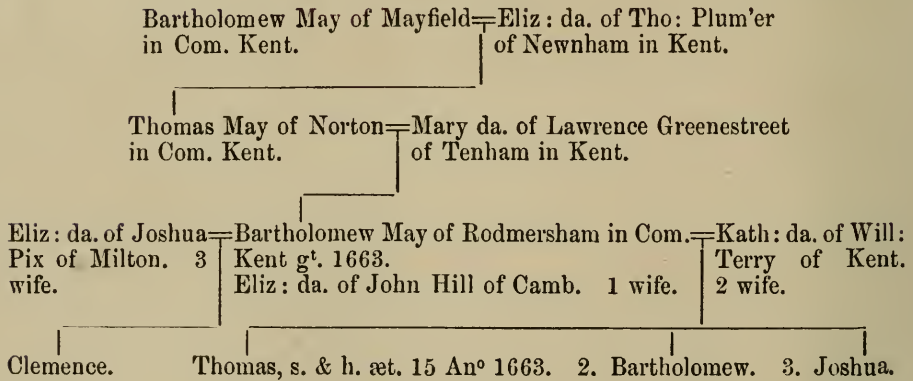 Bartholomew May of Mayfield=Eliz : da. of Tho: Plum'er
in Com. Kent. of Newnham in Kent.
Thomas May of Norton=Mary da. of Lawrence Greenestreet
in Com. Kent. of Tenham in Kent.
Eliz : da. of Joshua=Bartholomew May of Rodmersham in Com.=Kath : da. of Will :
Pix of Milton. 3 Kent gᵗ. 1663. Terry of Kent.
wife. Eliz : da. of John Hill of Camb. 1 wife. 2 wife.
Clemence. Thomas, s. & h. æt. 15 Anº 1663. 2. Bartholomew. 3. Joshua.